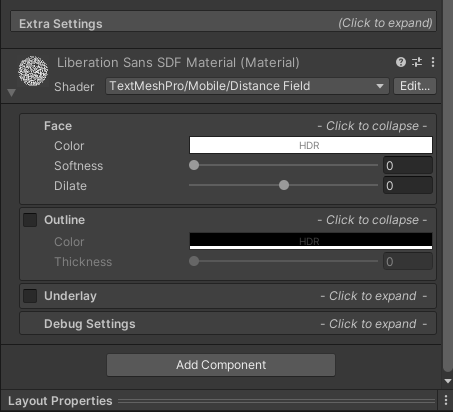 Extra Settings (Click to expand)
Liberation Sans SDF Material (Material)
Shader TextMeshPro/Mobile/Distance Field Edit...
Face - Click to collapse -
Color HDR
Softness 0
Dilate 0
Outline - Click to collapse -
Color HDR
Thickness 0
Underlay - Click to expand -
Debug Settings - Click to expand -
Add Component
Layout Properties